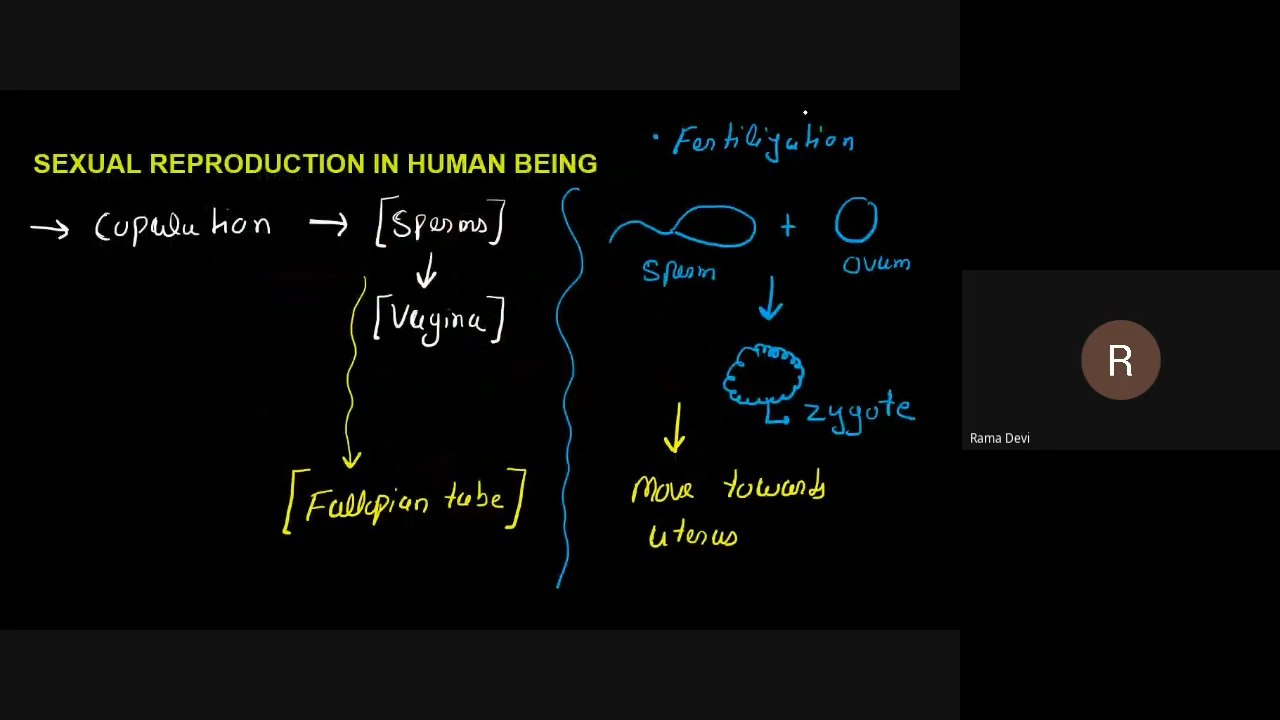 SEXUAL REPRODUCTION IN HUMAN BEING
→ Copulation → [Sperms]
↓
[Vagina]
[Fallopian tube]
• Fertilization
+
Sperm
Ovum
↓
zygote
↓
Move towards
uterus
R
Rama Devi